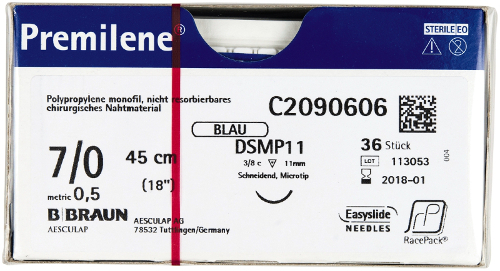 Premilene®
STERILE EO
Polypropylene monofil, nicht resorbierbares
chirurgisches Nahtmaterial
C2090606
BLAU
7/0
metric 0,5
45 cm
(18")
DSMP11
3/8 c 11mm
Schneidend, Microtip
36 Stück
LOT 113053
2018-01
004
B BRAUN
AESCULAP
AESCULAP AG
78532 Tuttlingen/Germany
Easyslide
NEEDLES
rP
RacePack®